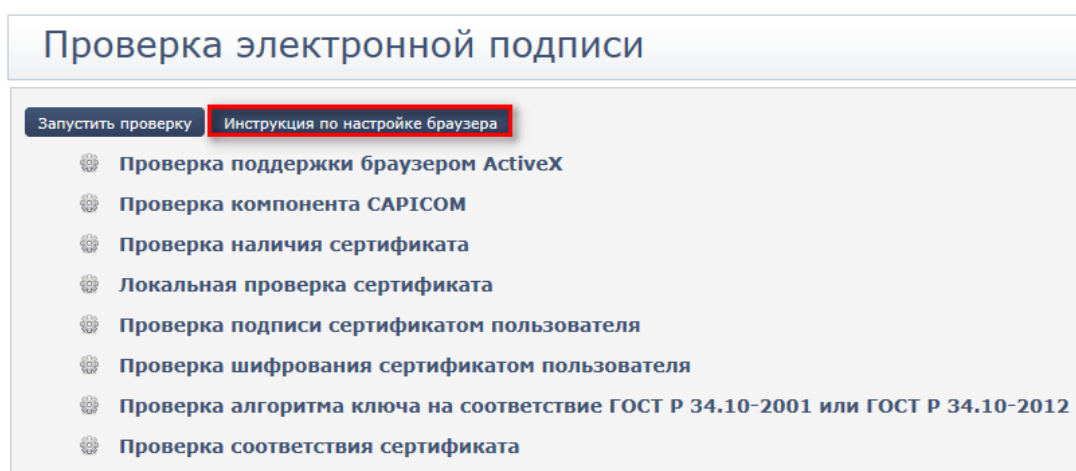 Проверка электронной подписи
Запустить проверку Инструкция по настройке браузера
Проверка поддержки браузером ActiveX
Проверка компонента CAPICOM
Проверка наличия сертификата
Локальная проверка сертификата
Проверка подписи сертификатом пользователя
Проверка шифрования сертификатом пользователя
Проверка алгоритма ключа на соответствие ГОСТ Р 34.10-2001 или ГОСТ Р 34.10-2012
Проверка соответствия сертификата